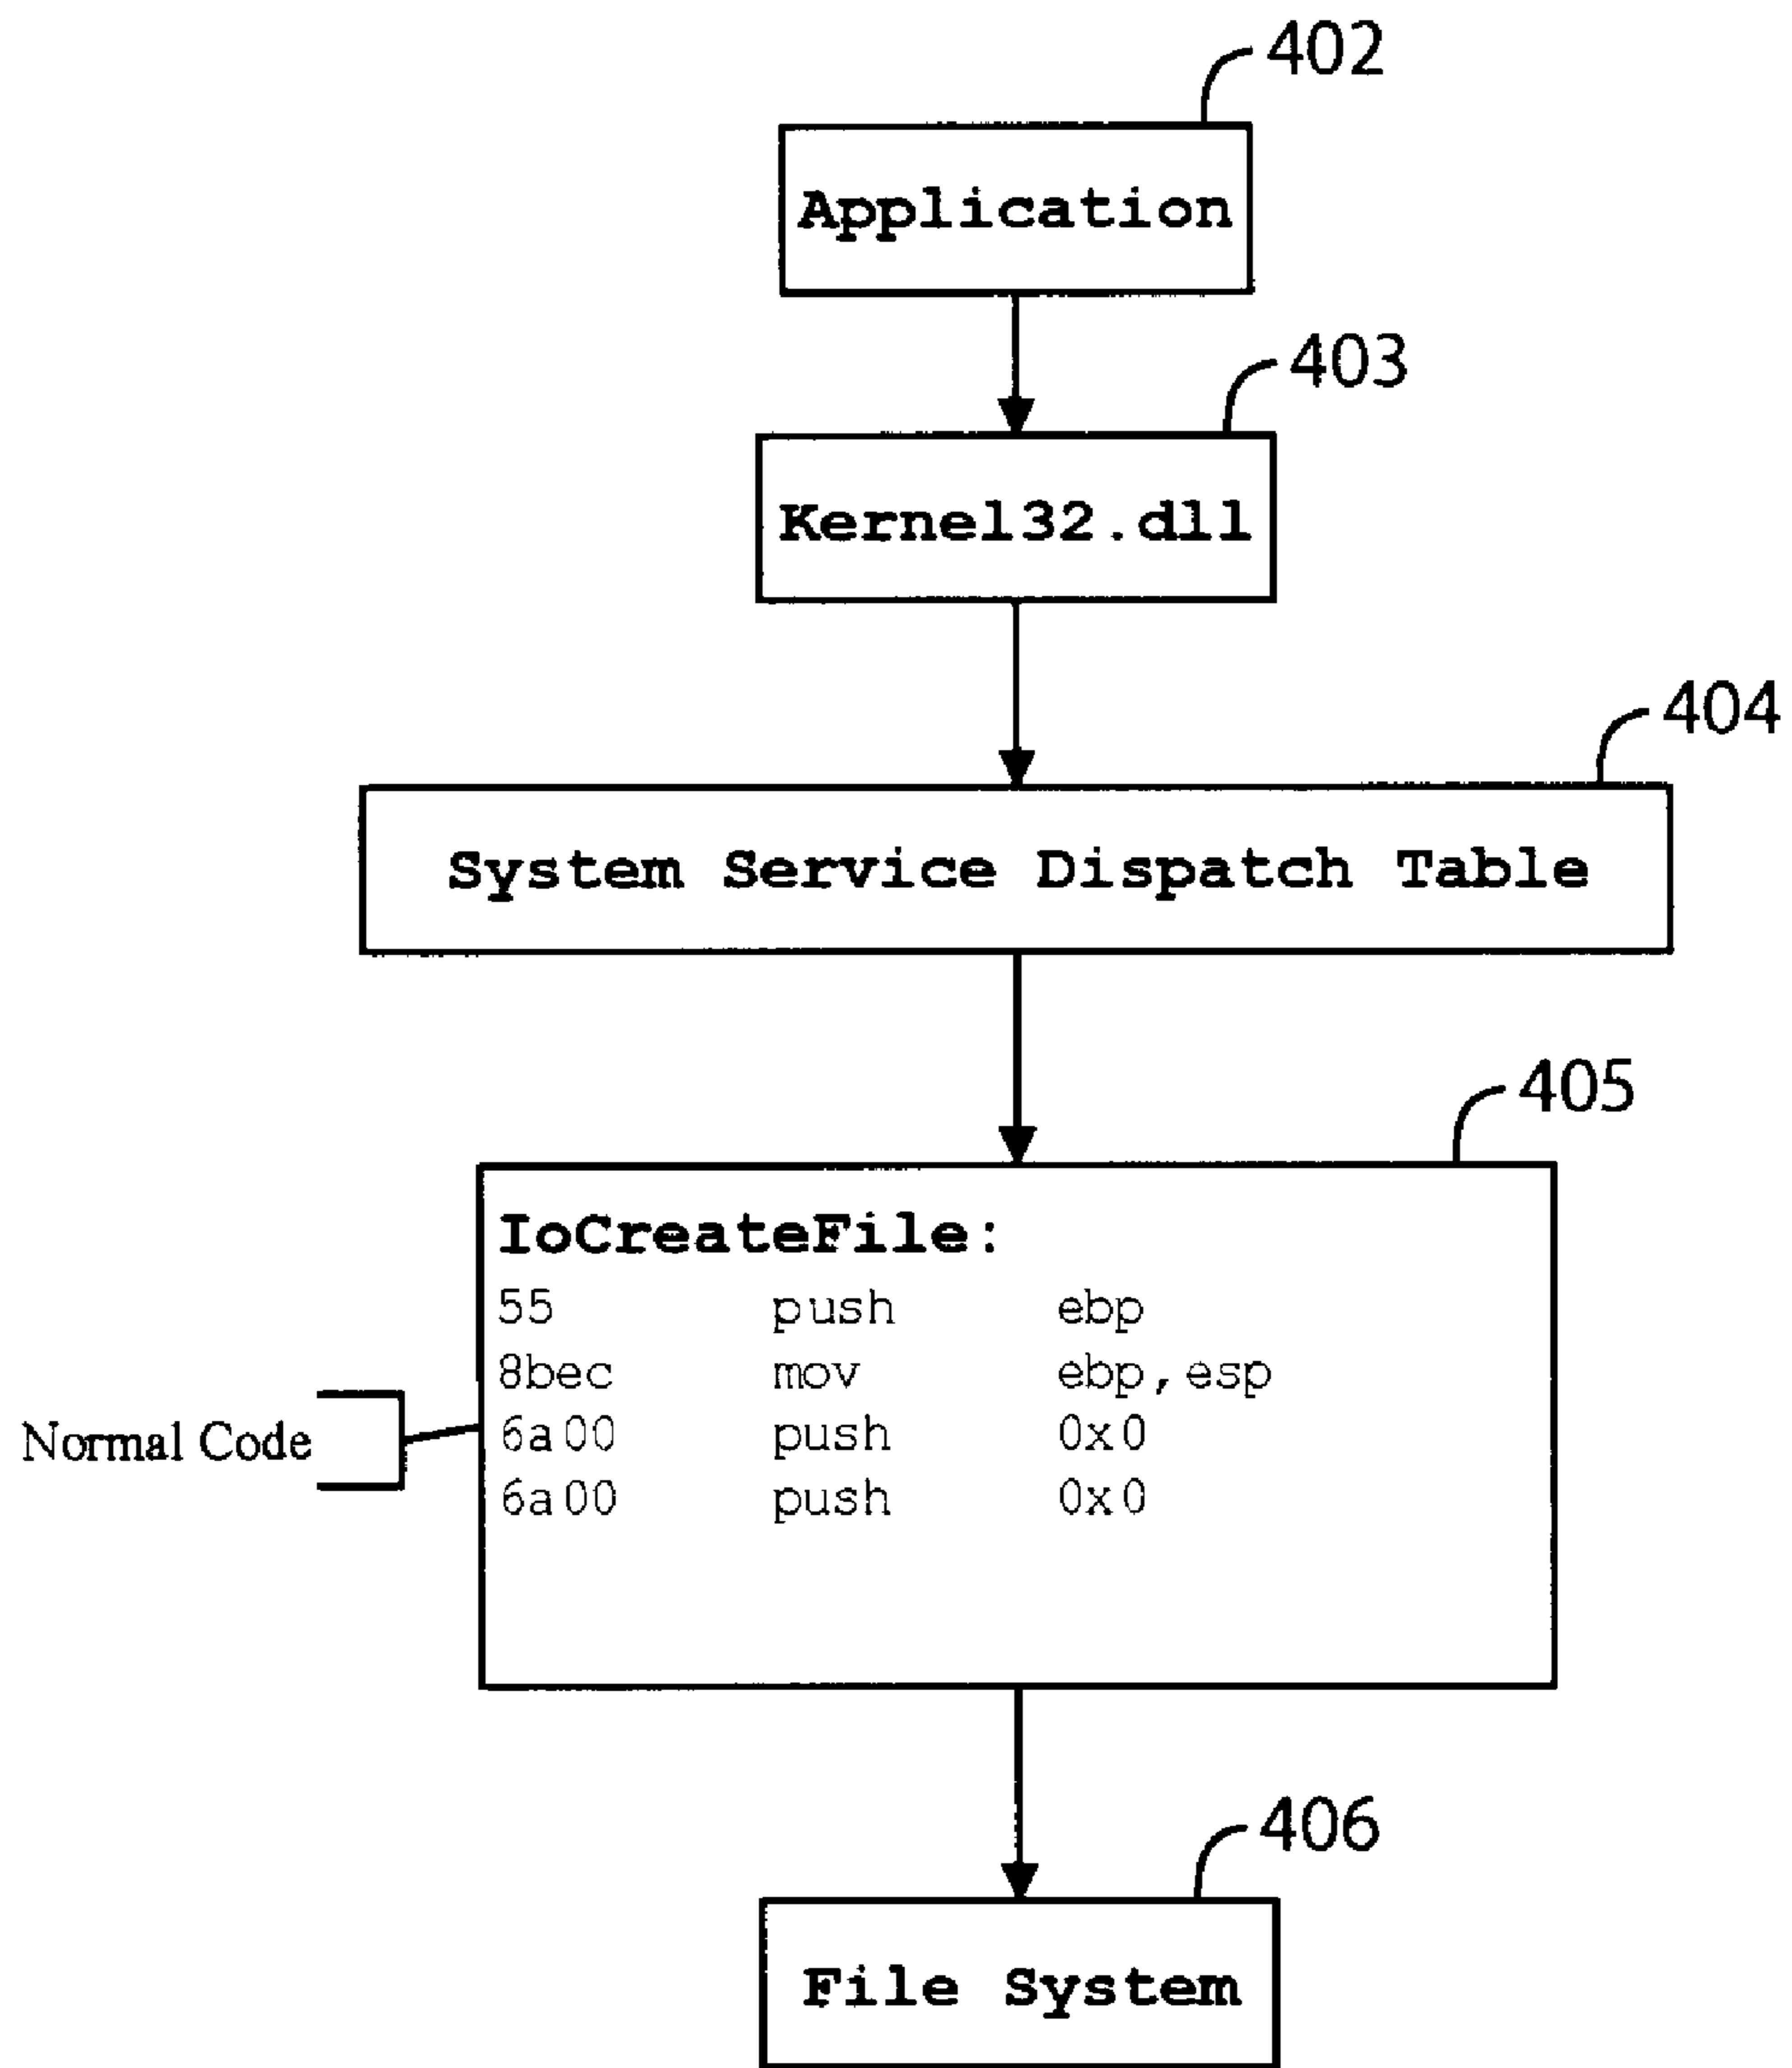 402
Application
403
Kernel32.dll
404
System Service Dispatch Table
405
IoCreateFile:
55 push ebp
8bec mov ebp,esp
Normal Code
6a00 push 0x0
6a00 push 0x0
406
File System